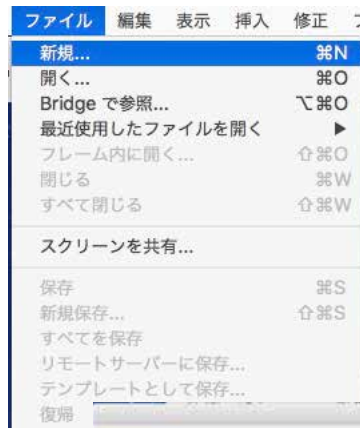 ファイル 編集 表示 挿入 修正
新規... ⌘N
開く... ⌘O
Bridge で参照... ⌥⌘O
最近使用したファイルを開く ▶
フレーム内に開く... ⇧⌘O
閉じる ⌘W
すべて閉じる ⇧⌘W
スクリーンを共有...
保存 ⌘S
新規保存... ⇧⌘S
すべてを保存
リモートサーバーに保存...
テンプレートとして保存...
復帰